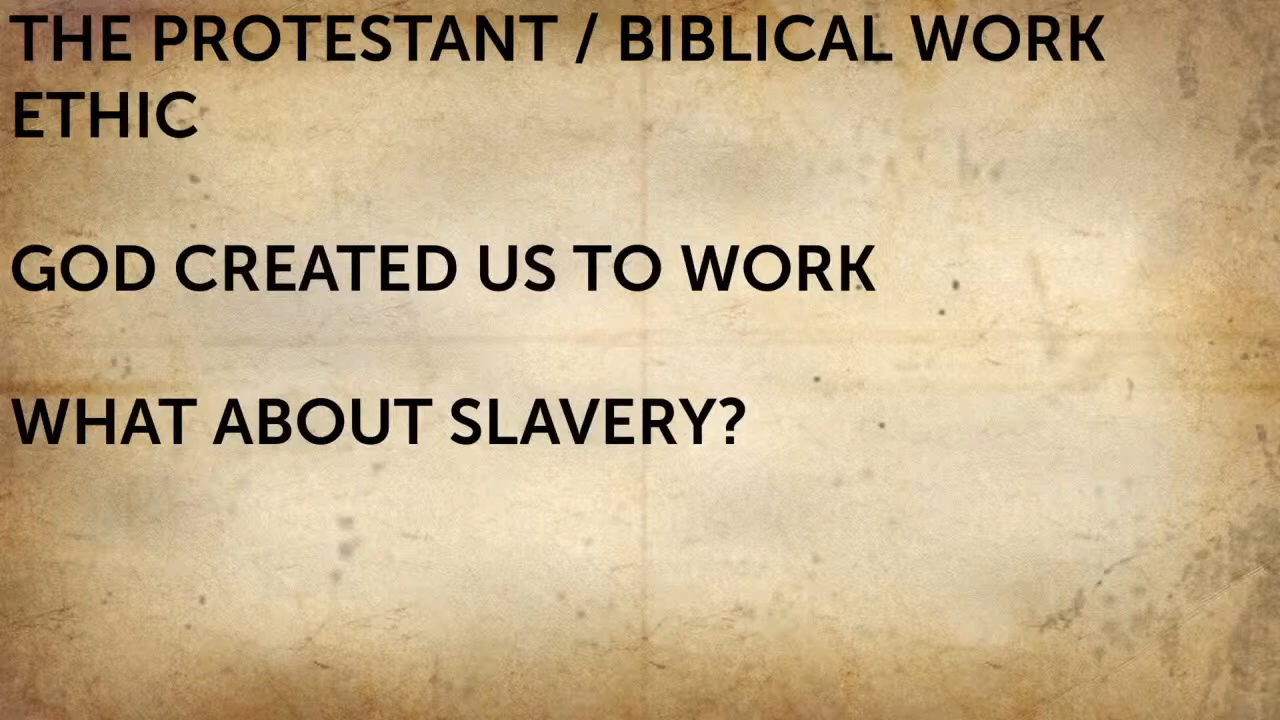 THE PROTESTANT / BIBLICAL WORK
ETHIC
GOD CREATED US TO WORK
WHAT ABOUT SLAVERY?